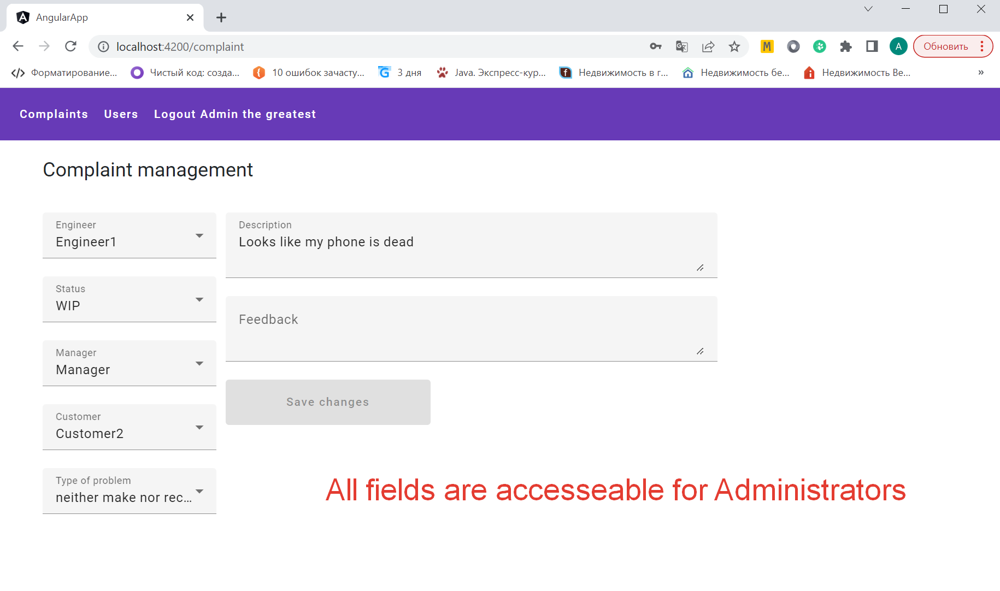 AngularApp
localhost:4200/complaint
M
A
Обновить
Форматирование...
Чистый код: созда...
10 ошибок зачасту...
3 дня
Java. Экспресс-кур...
Недвижимость в г...
Недвижимость бе...
Недвижимость Ве...
»
Complaints Users Logout Admin the greatest
Complaint management
Engineer
Engineer1
Description
Looks like my phone is dead
Status
WIP
Feedback
Manager
Manager
Save changes
Customer
Customer2
Type of problem
neither make nor rec...
All fields are accesseable for Administrators